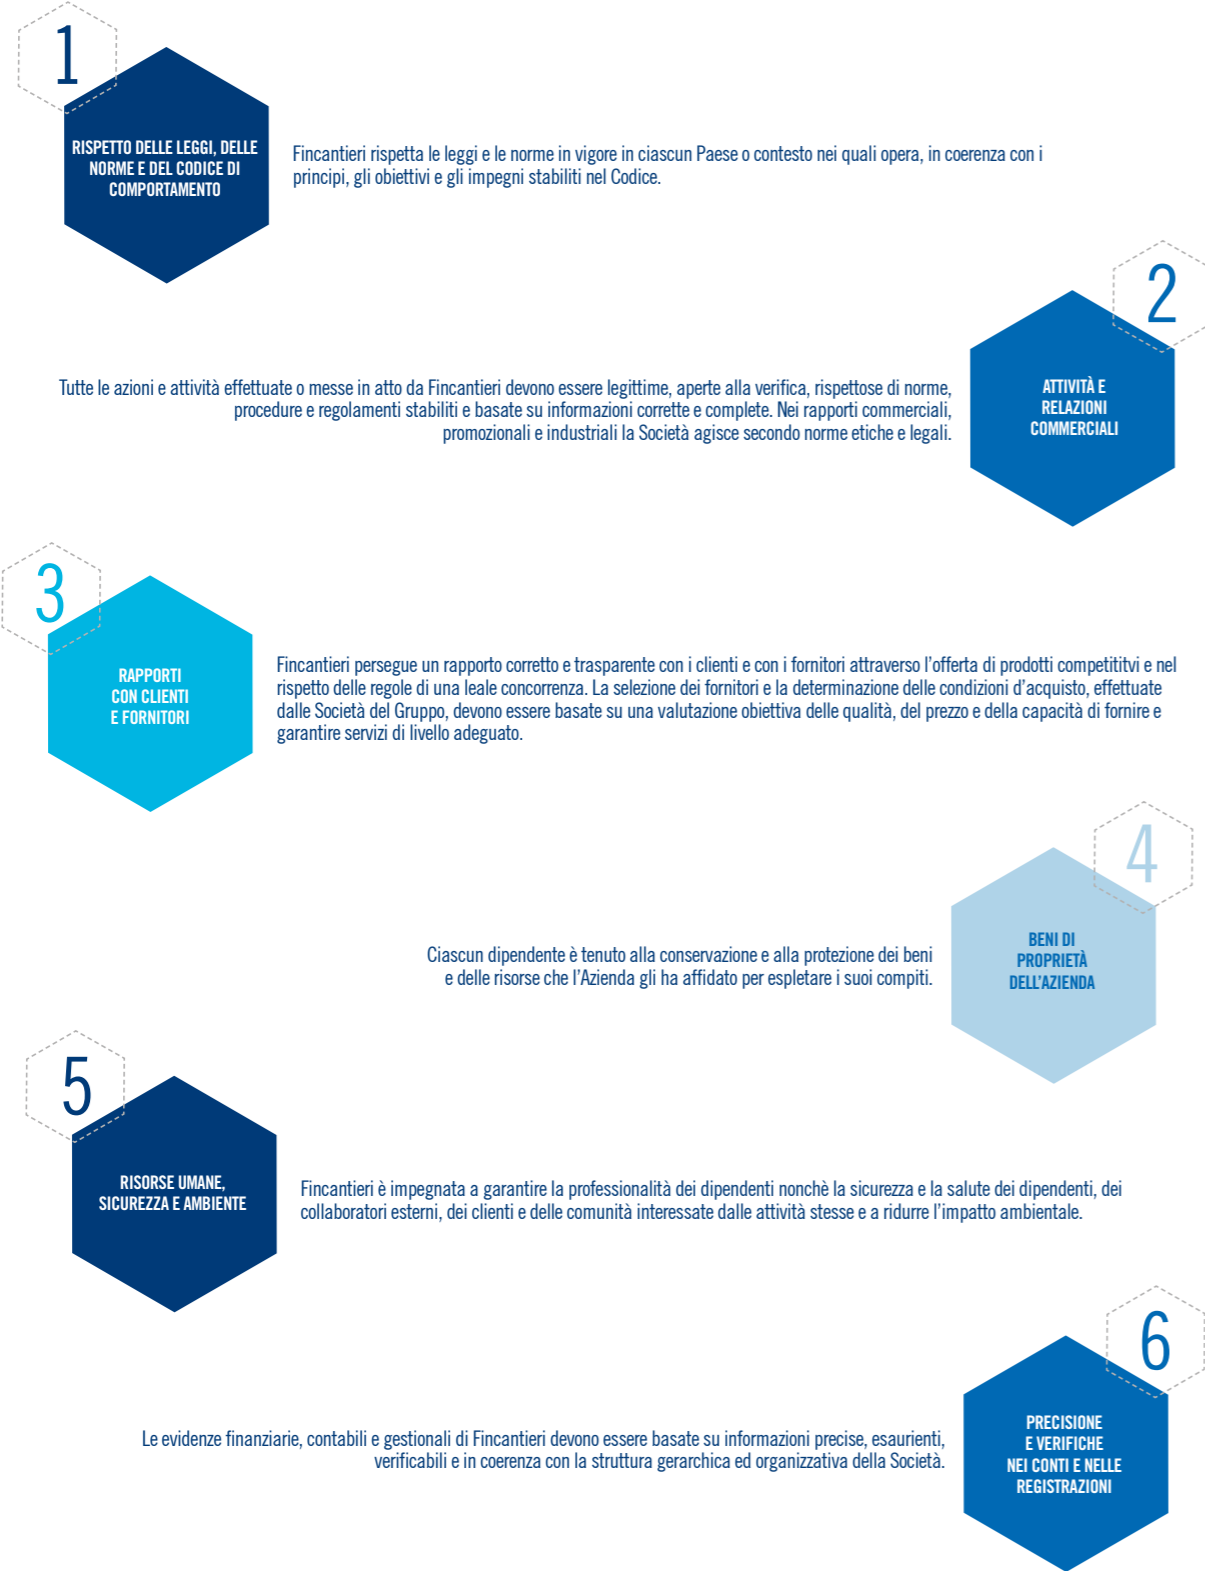 1
RISPETTO DELLE LEGGI, DELLE
NORME E DEL CODICE DI
COMPORTAMENTO
Fincantieri rispetta le leggi e le norme in vigore in ciascun Paese o contesto nei quali opera, in coerenza con i
principi, gli obiettivi e gli impegni stabiliti nel Codice.
2
ATTIVITÀ E
RELAZIONI
COMMERCIALI
Tutte le azioni e attività effettuate o messe in atto da Fincantieri devono essere legittime, aperte alla verifica, rispettose di norme,
procedure e regolamenti stabiliti e basate su informazioni corrette e complete. Nei rapporti commerciali,
promozionali e industriali la Società agisce secondo norme etiche e legali.
3
RAPPORTI
CON CLIENTI
E FORNITORI
Fincantieri persegue un rapporto corretto e trasparente con i clienti e con i fornitori attraverso l’offerta di prodotti competititvi e nel
rispetto delle regole di una leale concorrenza. La selezione dei fornitori e la determinazione delle condizioni d’acquisto, effettuate
dalle Società del Gruppo, devono essere basate su una valutazione obiettiva delle qualità, del prezzo e della capacità di fornire e
garantire servizi di livello adeguato.
4
BENI DI
PROPRIETÀ
DELL’AZIENDA
Ciascun dipendente è tenuto alla conservazione e alla protezione dei beni
e delle risorse che l’Azienda gli ha affidato per espletare i suoi compiti.
5
RISORSE UMANE,
SICUREZZA E AMBIENTE
Fincantieri è impegnata a garantire la professionalità dei dipendenti nonchè la sicurezza e la salute dei dipendenti, dei
collaboratori esterni, dei clienti e delle comunità interessate dalle attività stesse e a ridurre l’impatto ambientale.
6
PRECISIONE
E VERIFICHE
NEI CONTI E NELLE
REGISTRAZIONI
Le evidenze finanziarie, contabili e gestionali di Fincantieri devono essere basate su informazioni precise, esaurienti,
verificabili e in coerenza con la struttura gerarchica ed organizzativa della Società.